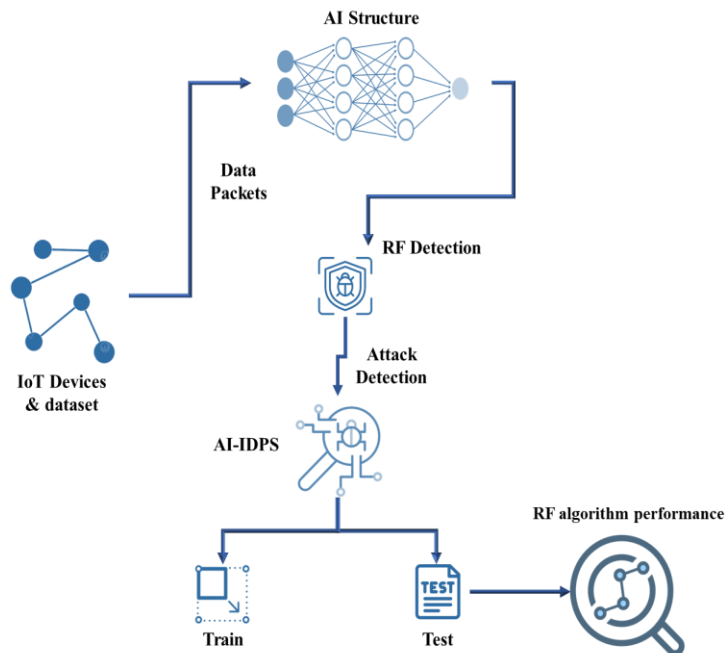 AI Structure
Data
Packets
RF Detection
IoT Devices
& dataset
Attack
Detection
AI-IDPS
RF algorithm performance
TEST
Train
Test